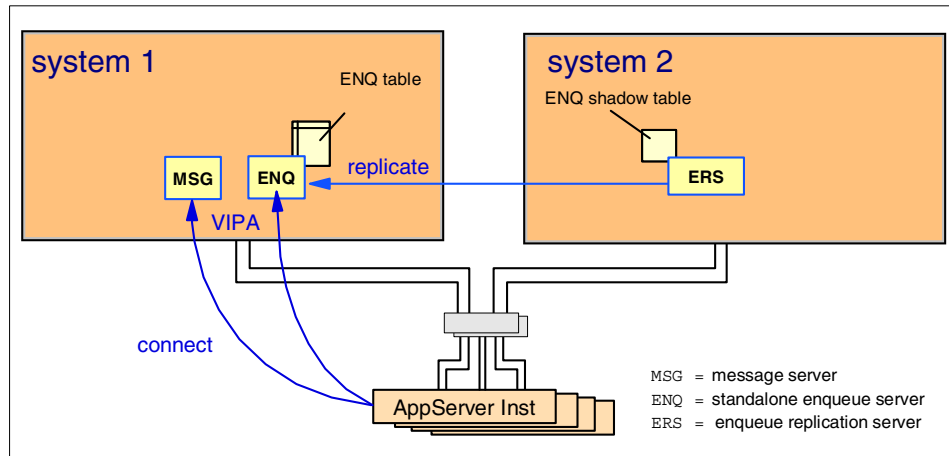 system 1
system 2
ENQ table
ENQ shadow table
MSG
ENQ
replicate
ERS
VIPA
connect
AppServer Inst
MSG = message server
ENQ = standalone enqueue server
ERS = enqueue replication server